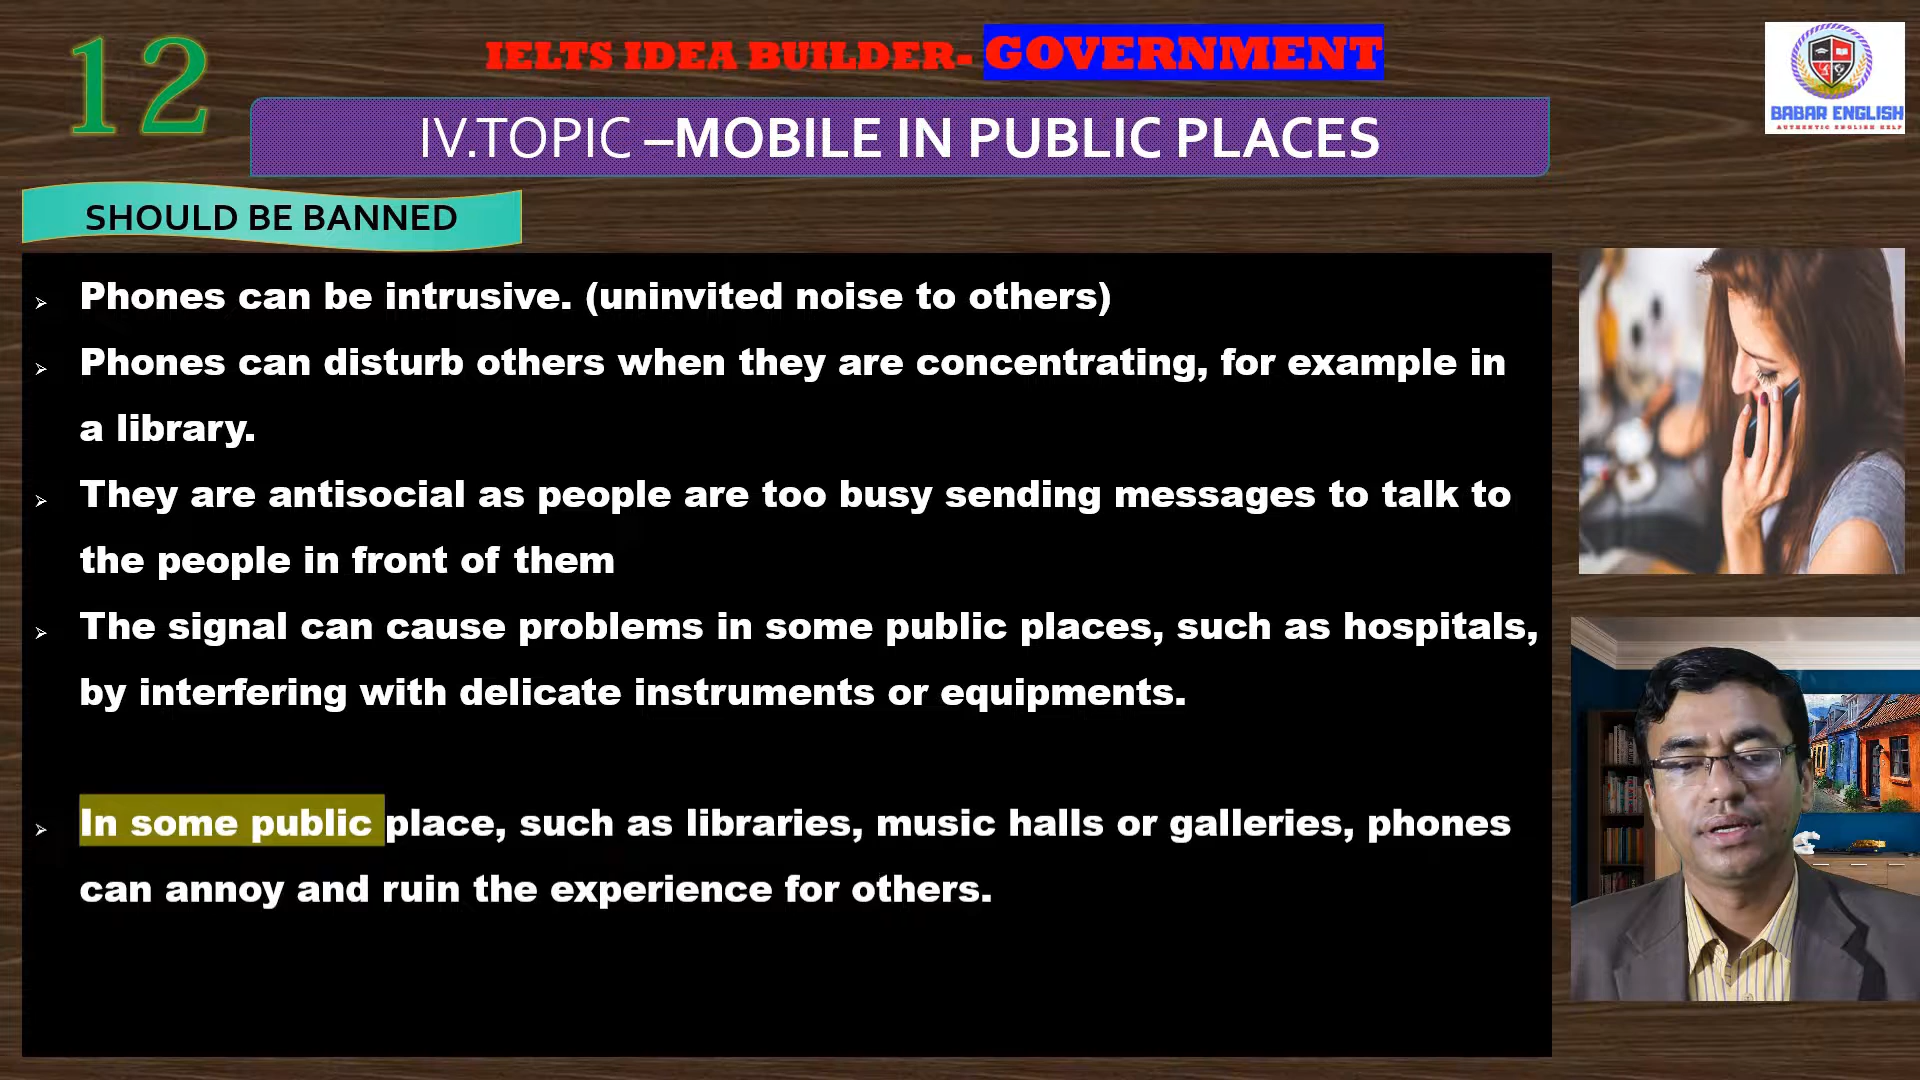 12
IELTS IDEA BUILDER- GOVERNMENT
BABAR ENGLISH
AUTHENTIC ENGLISH HELP
IV.TOPIC –MOBILE IN PUBLIC PLACES
SHOULD BE BANNED
➢ Phones can be intrusive. (uninvited noise to others)
➢ Phones can disturb others when they are concentrating, for example in
a library.
➢ They are antisocial as people are too busy sending messages to talk to
the people in front of them
➢ The signal can cause problems in some public places, such as hospitals,
by interfering with delicate instruments or equipments.
➢ In some public place, such as libraries, music halls or galleries, phones
can annoy and ruin the experience for others.